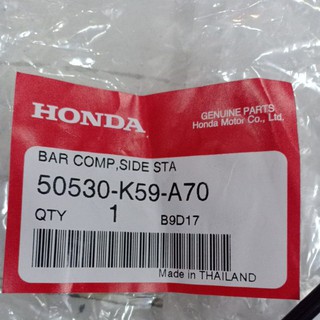 HONDA
GENUINE PARTS
Honda Motor Co., Ltd.
BAR COMP,SIDE STA
50530-K59-A70
QTY 1 B9D17
Made in THAILAND